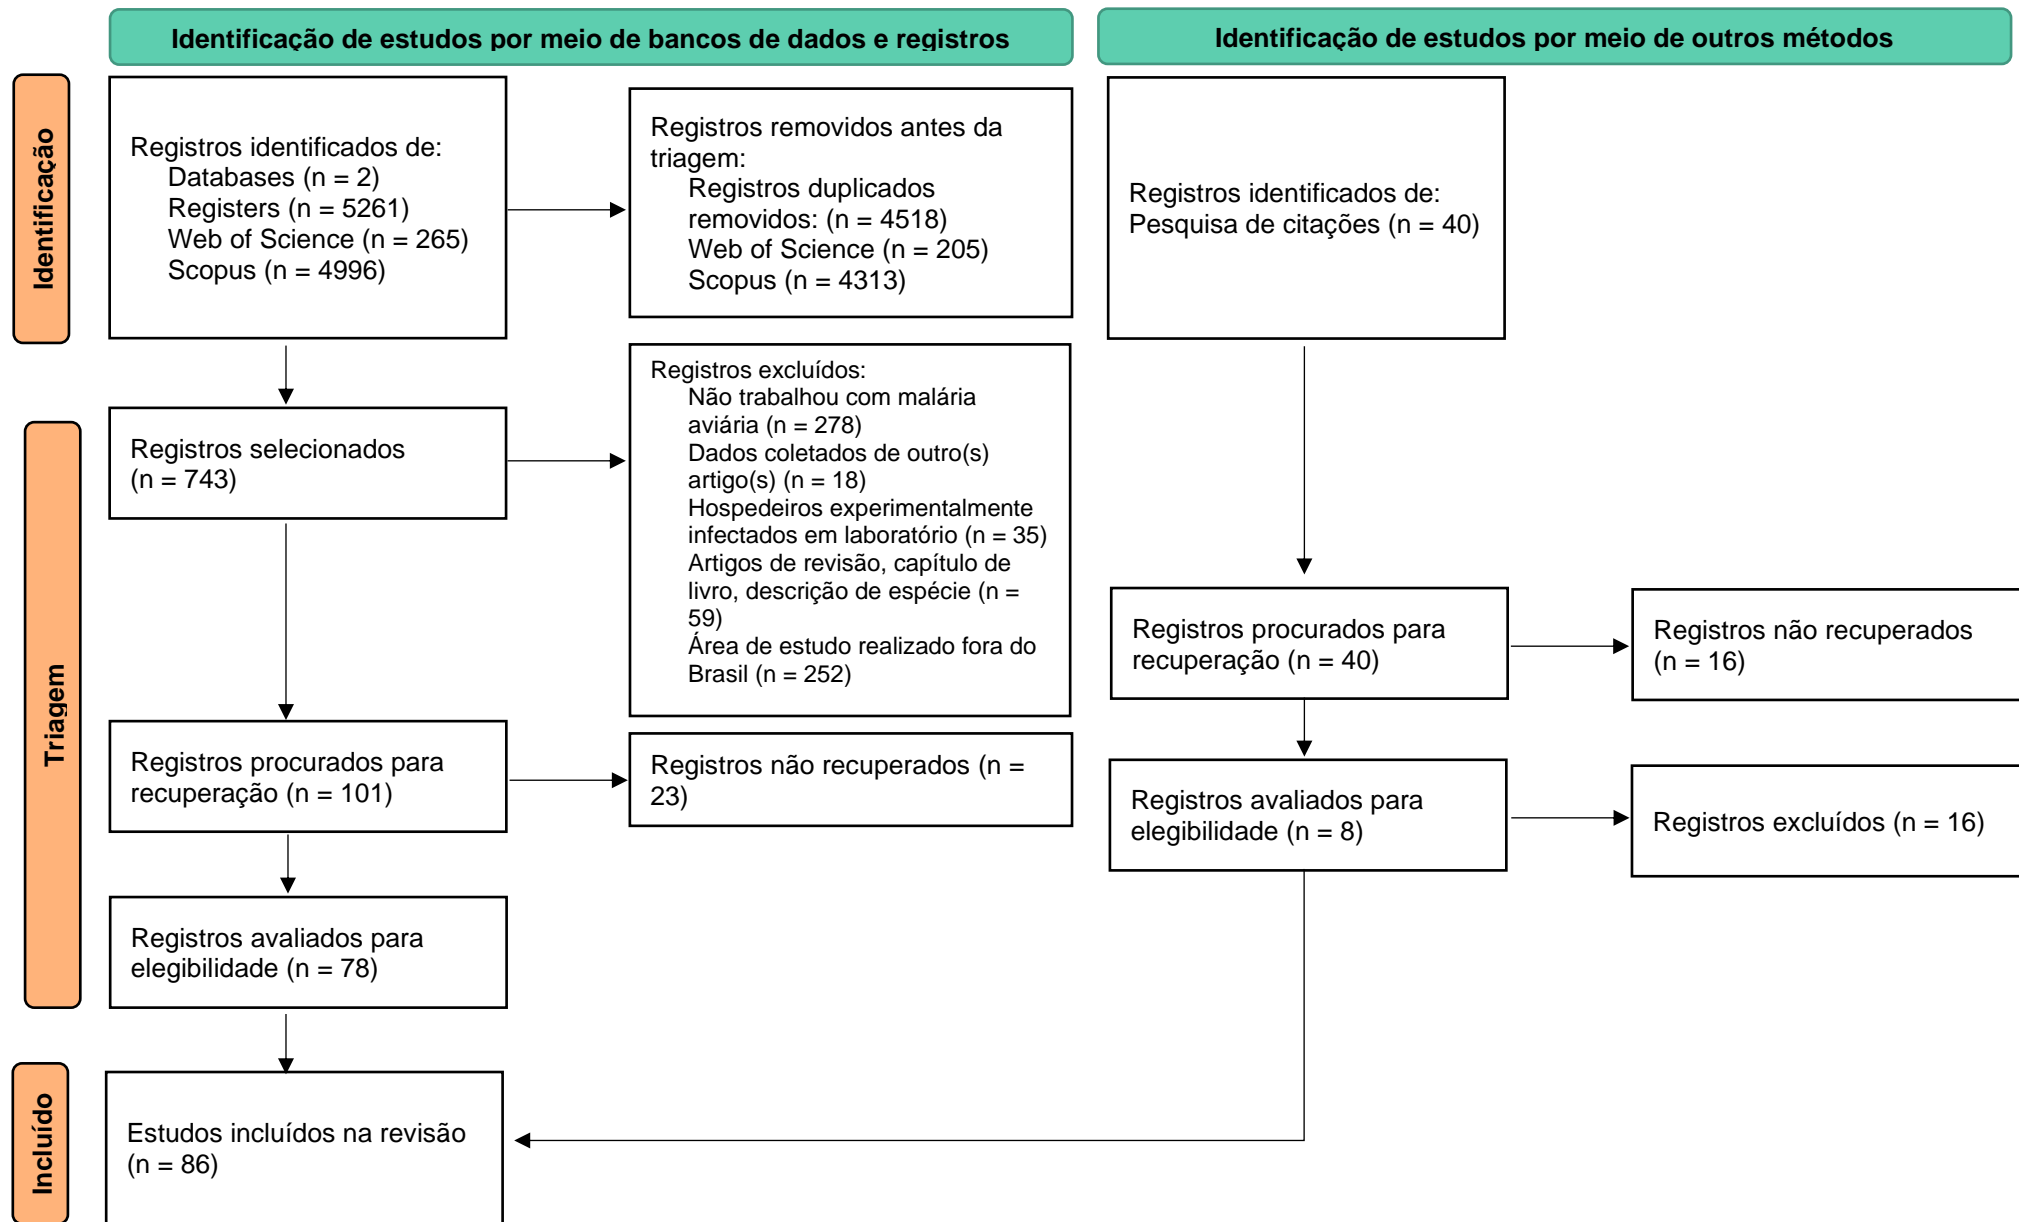 Identificação de estudos por meio de bancos de dados e registros
Identificação de estudos por meio de outros métodos
Identificação
Registros identificados de:
Databases (n = 2)
Registers (n = 5261)
Web of Science (n = 265)
Scopus (n = 4996)
Registros removidos antes da
triagem:
Registros duplicados
removidos: (n = 4518)
Web of Science (n = 205)
Scopus (n = 4313)
Registros identificados de:
Pesquisa de citações (n = 40)
Triagem
Registros selecionados
(n = 743)
Registros excluídos:
Não trabalhou com malária
aviária (n = 278)
Dados coletados de outro(s)
artigo(s) (n = 18)
Hospedeiros experimentalmente
infectados em laboratório (n = 35)
Artigos de revisão, capítulo de
livro, descrição de espécie (n =
59)
Área de estudo realizado fora do
Brasil (n = 252)
Registros procurados para
recuperação (n = 101)
Registros não recuperados (n =
23)
Registros procurados para
recuperação (n = 40)
Registros não recuperados
(n = 16)
Registros avaliados para
elegibilidade (n = 78)
Registros avaliados para
elegibilidade (n = 8)
Registros excluídos (n = 16)
Incluído
Estudos incluídos na revisão
(n = 86)